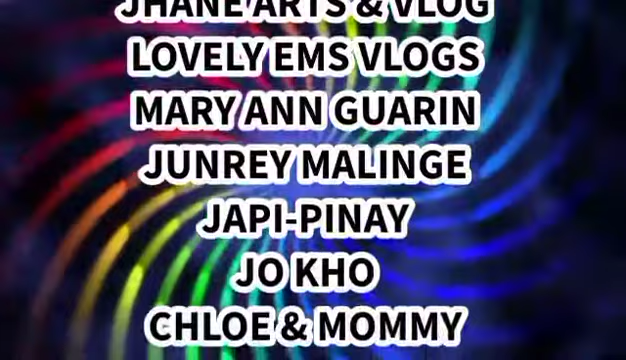 JHANE ARTS & VLOG
LOVELY EMS VLOGS
MARY ANN GUARIN
JUNREY MALINGE
JAPI-PINAY
JO KHO
CHLOE & MOMMY